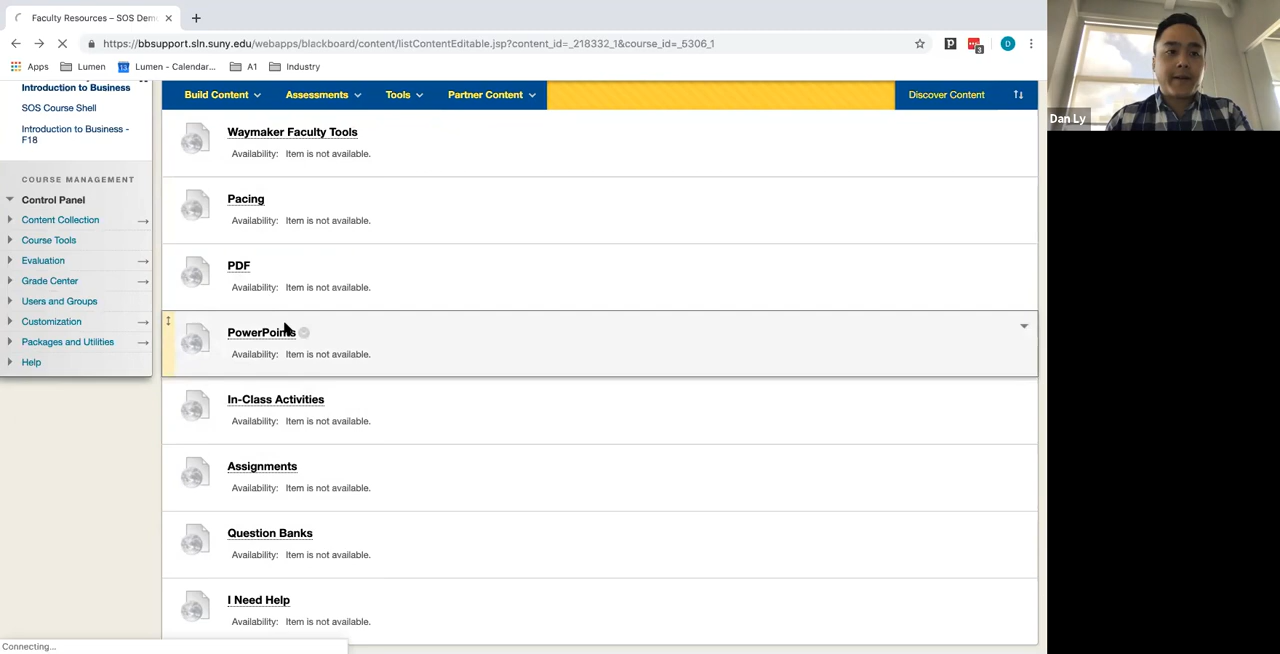 Faculty Resources – SOS Demo
https://bbsupport.sln.suny.edu/webapps/blackboard/content/listContentEditable.jsp?content_id=_218332_1&course_id=_5306_1
P
3
D
Apps
Lumen
13
Lumen - Calendar...
A1
Industry
Introduction to Business
SOS Course Shell
Introduction to Business -
F18
COURSE MANAGEMENT
Control Panel
Content Collection
Course Tools
Evaluation
Grade Center
Users and Groups
Customization
Packages and Utilities
Help
Build Content
Assessments
Tools
Partner Content
Discover Content
Waymaker Faculty Tools
Availability: Item is not available.
Pacing
Availability: Item is not available.
PDF
Availability: Item is not available.
PowerPoints
Availability: Item is not available.
In-Class Activities
Availability: Item is not available.
Assignments
Availability: Item is not available.
Question Banks
Availability: Item is not available.
I Need Help
Availability: Item is not available.
Connecting...
Dan Ly